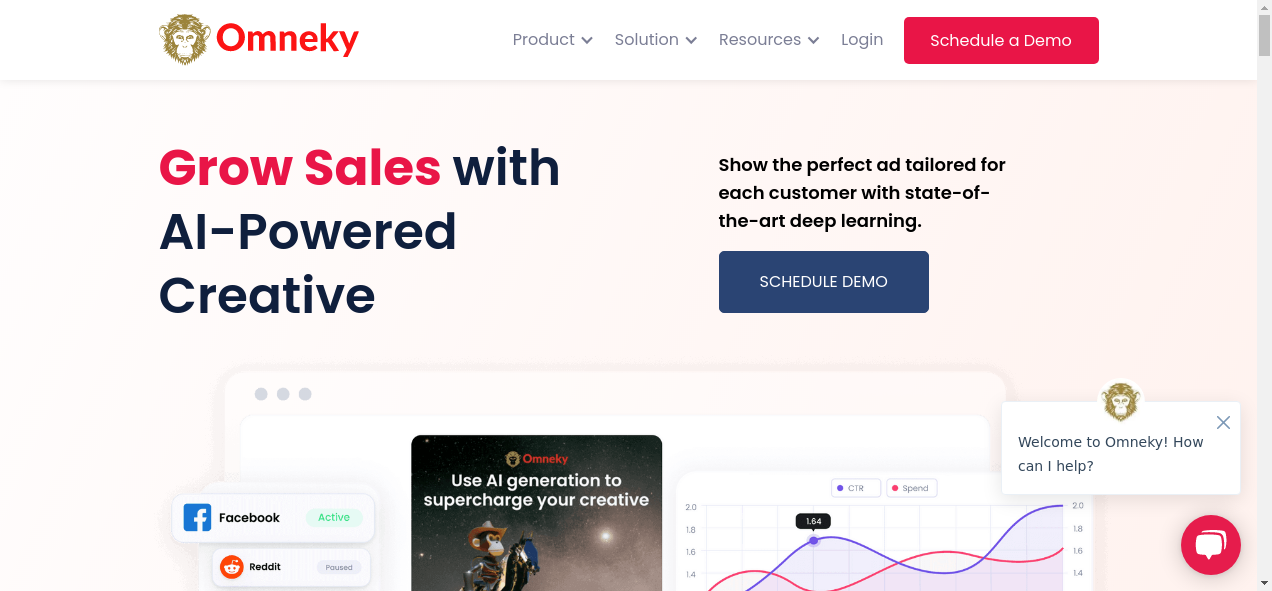 Omneky
Product
Solution
Resources
Login
Schedule a Demo
Grow Sales with
AI-Powered
Creative
Show the perfect ad tailored for
each customer with state-of-
the-art deep learning.
SCHEDULE DEMO
Omneky
Use AI generation to
supercharge your creative
Facebook
Active
Reddit
Paused
CTR
Spend
2.0
1.8
1.6
1.4
1.64
2.0
1.8
1.6
1.4
Welcome to Omneky! How
can I help?